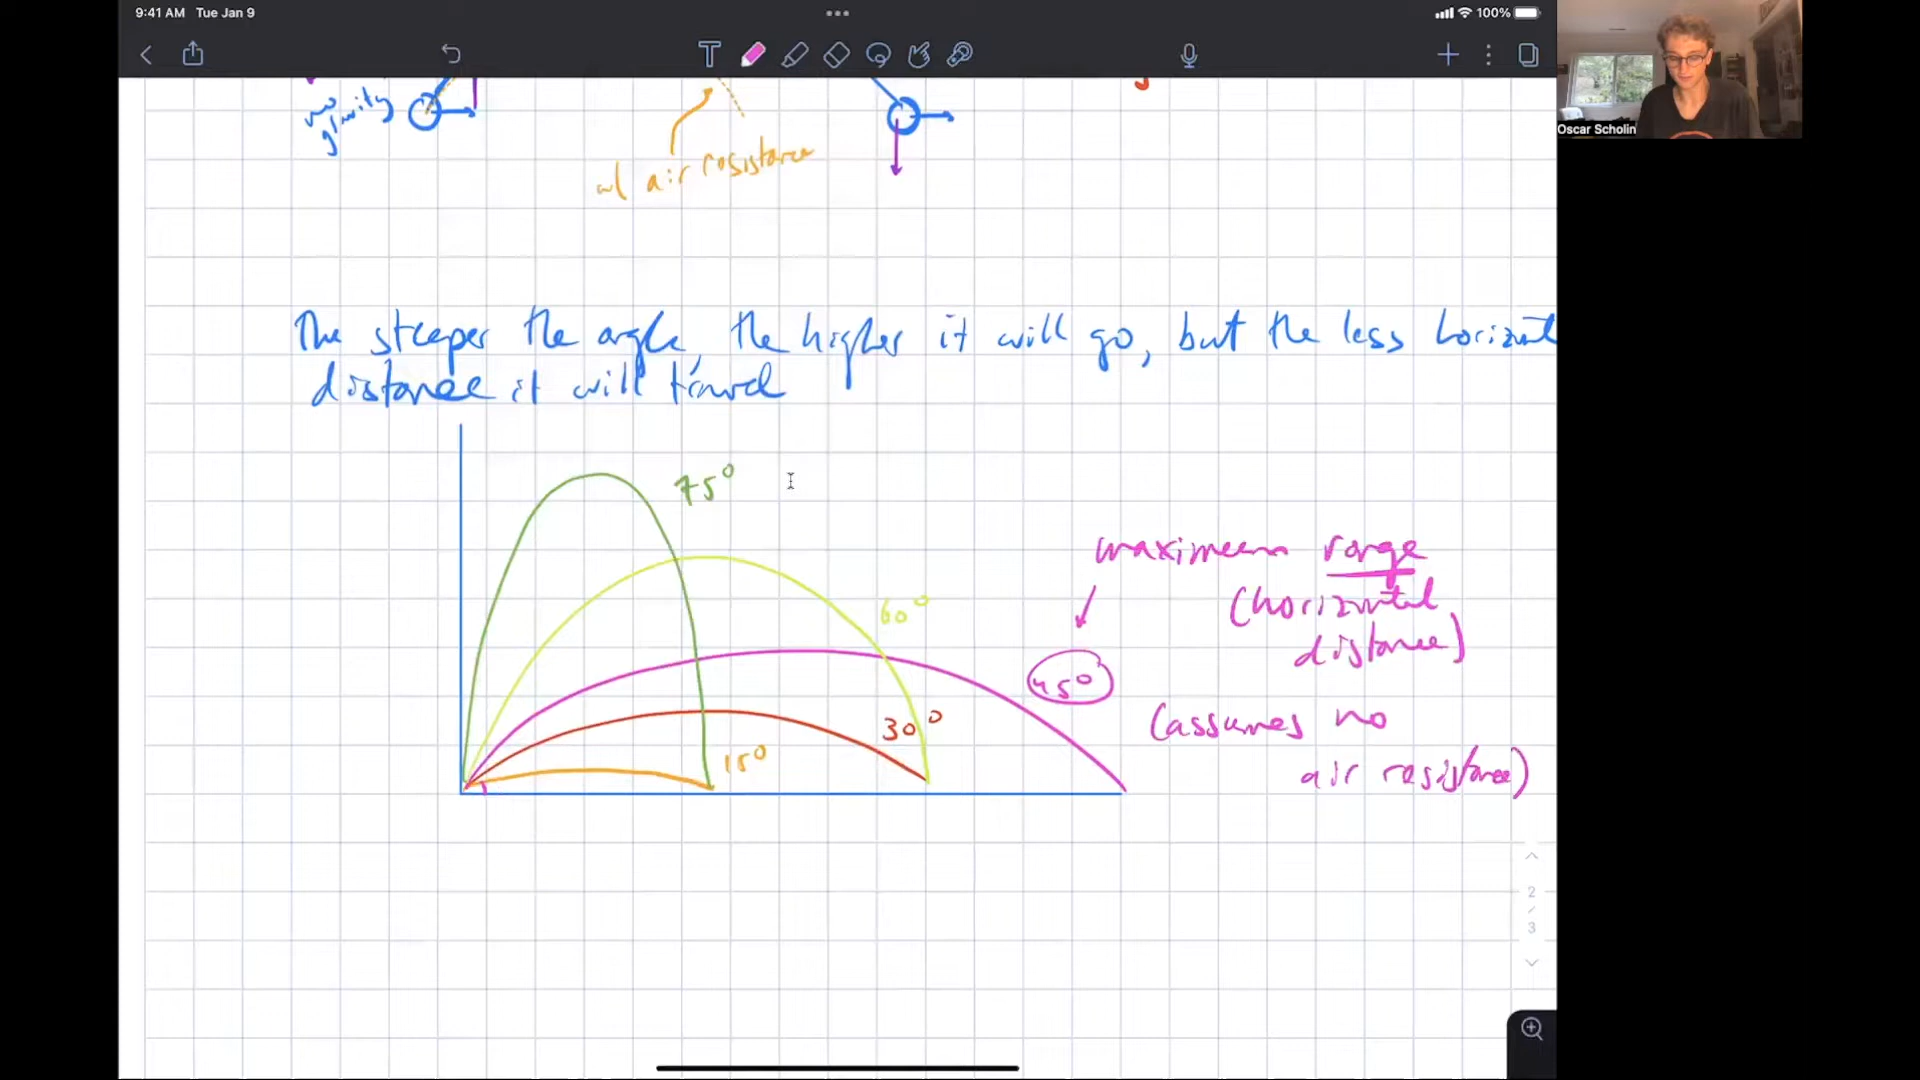 9:41 AM Tue Jan 9
100%
Oscar Scholin
no
gravity
w/ air resistance
The steeper the angle, the higher it will go, but the less horizont
distance it will travel
75°
60°
45°
30°
15°
maximum range
(horizontal
distance)
(assumes no
air resistance)
2
/
3